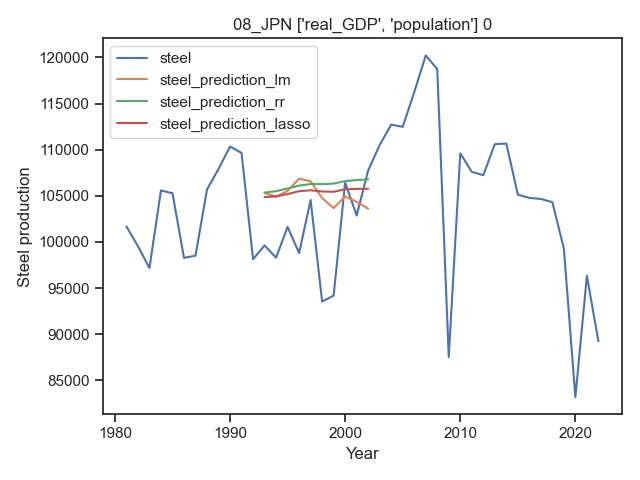 08_JPN ['real_GDP', 'population'] 0
steel
steel_prediction_lm
steel_prediction_rr
steel_prediction_lasso
120000
115000
110000
105000
100000
95000
90000
85000
Steel production
1980
1990
2000
2010
2020
Year